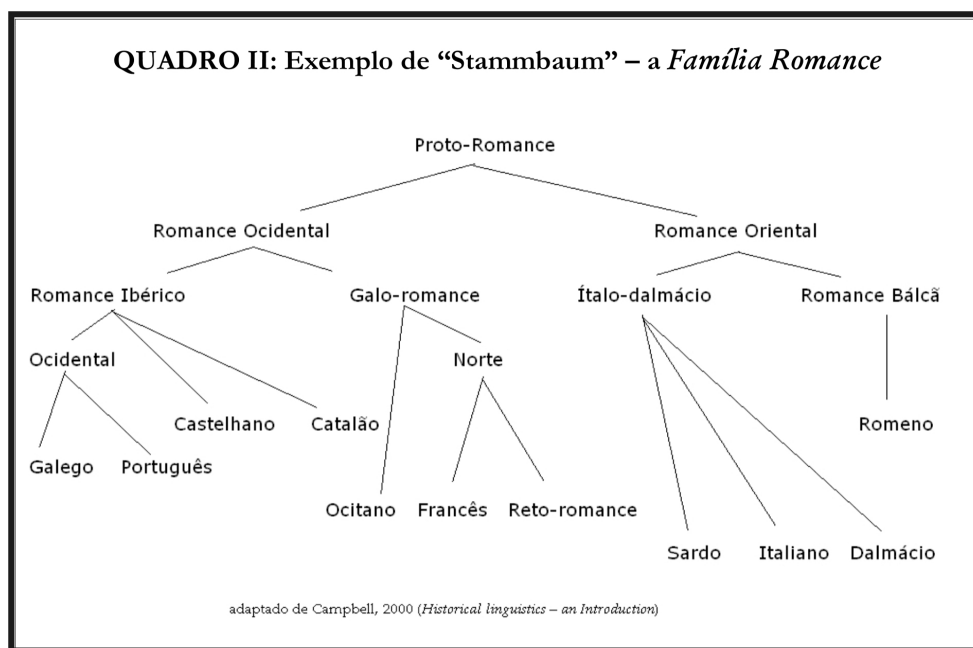 QUADRO II: Exemplo de “Stammbaum” – a Família Romance
Proto-Romance
Romance Ocidental
Romance Oriental
Romance Ibérico
Galo-romance
Ítalo-dalmácio
Romance Bálcã
Ocidental
Norte
Castelhano
Catalão
Romeno
Galego
Português
Ocitano
Francês
Reto-romance
Sardo
Italiano
Dalmácio
adaptado de Campbell, 2000 (Historical linguistics – an Introduction)